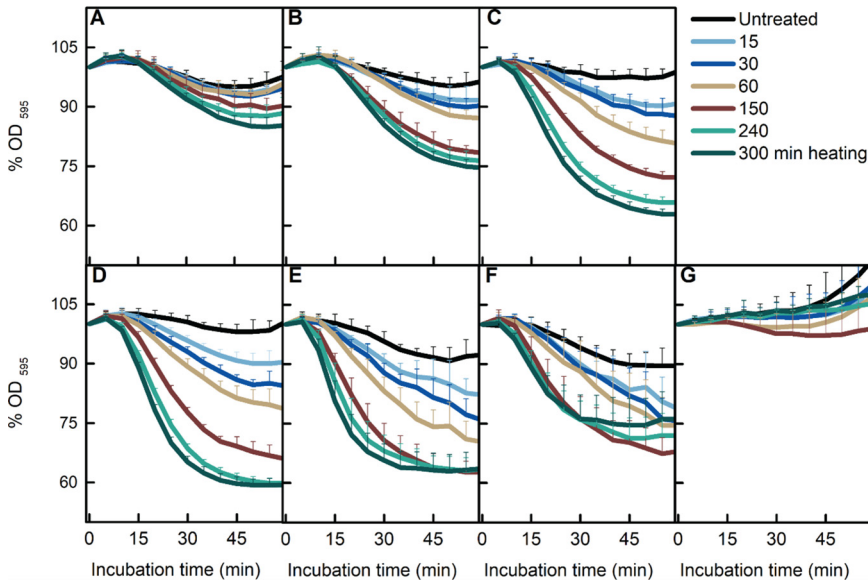 A
B
C
Untreated
15
30
60
150
240
300 min heating
% OD 595
105
90
75
60
D
E
F
G
% OD 595
105
90
75
60
0 15 30 45 0 15 30 45 0 15 30 45 0 15 30 45
Incubation time (min) Incubation time (min) Incubation time (min) Incubation time (min)